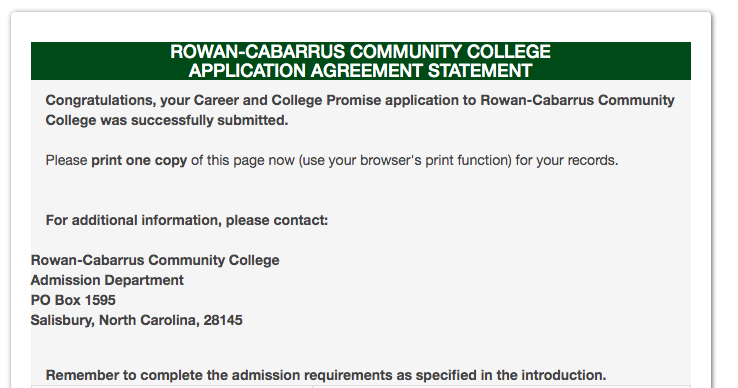 ROWAN-CABARRUS COMMUNITY COLLEGE
APPLICATION AGREEMENT STATEMENT
Congratulations, your Career and College Promise application to Rowan-Cabarrus Community
College was successfully submitted.
Please print one copy of this page now (use your browser's print function) for your records.
For additional information, please contact:
Rowan-Cabarrus Community College
Admission Department
PO Box 1595
Salisbury, North Carolina, 28145
Remember to complete the admission requirements as specified in the introduction.